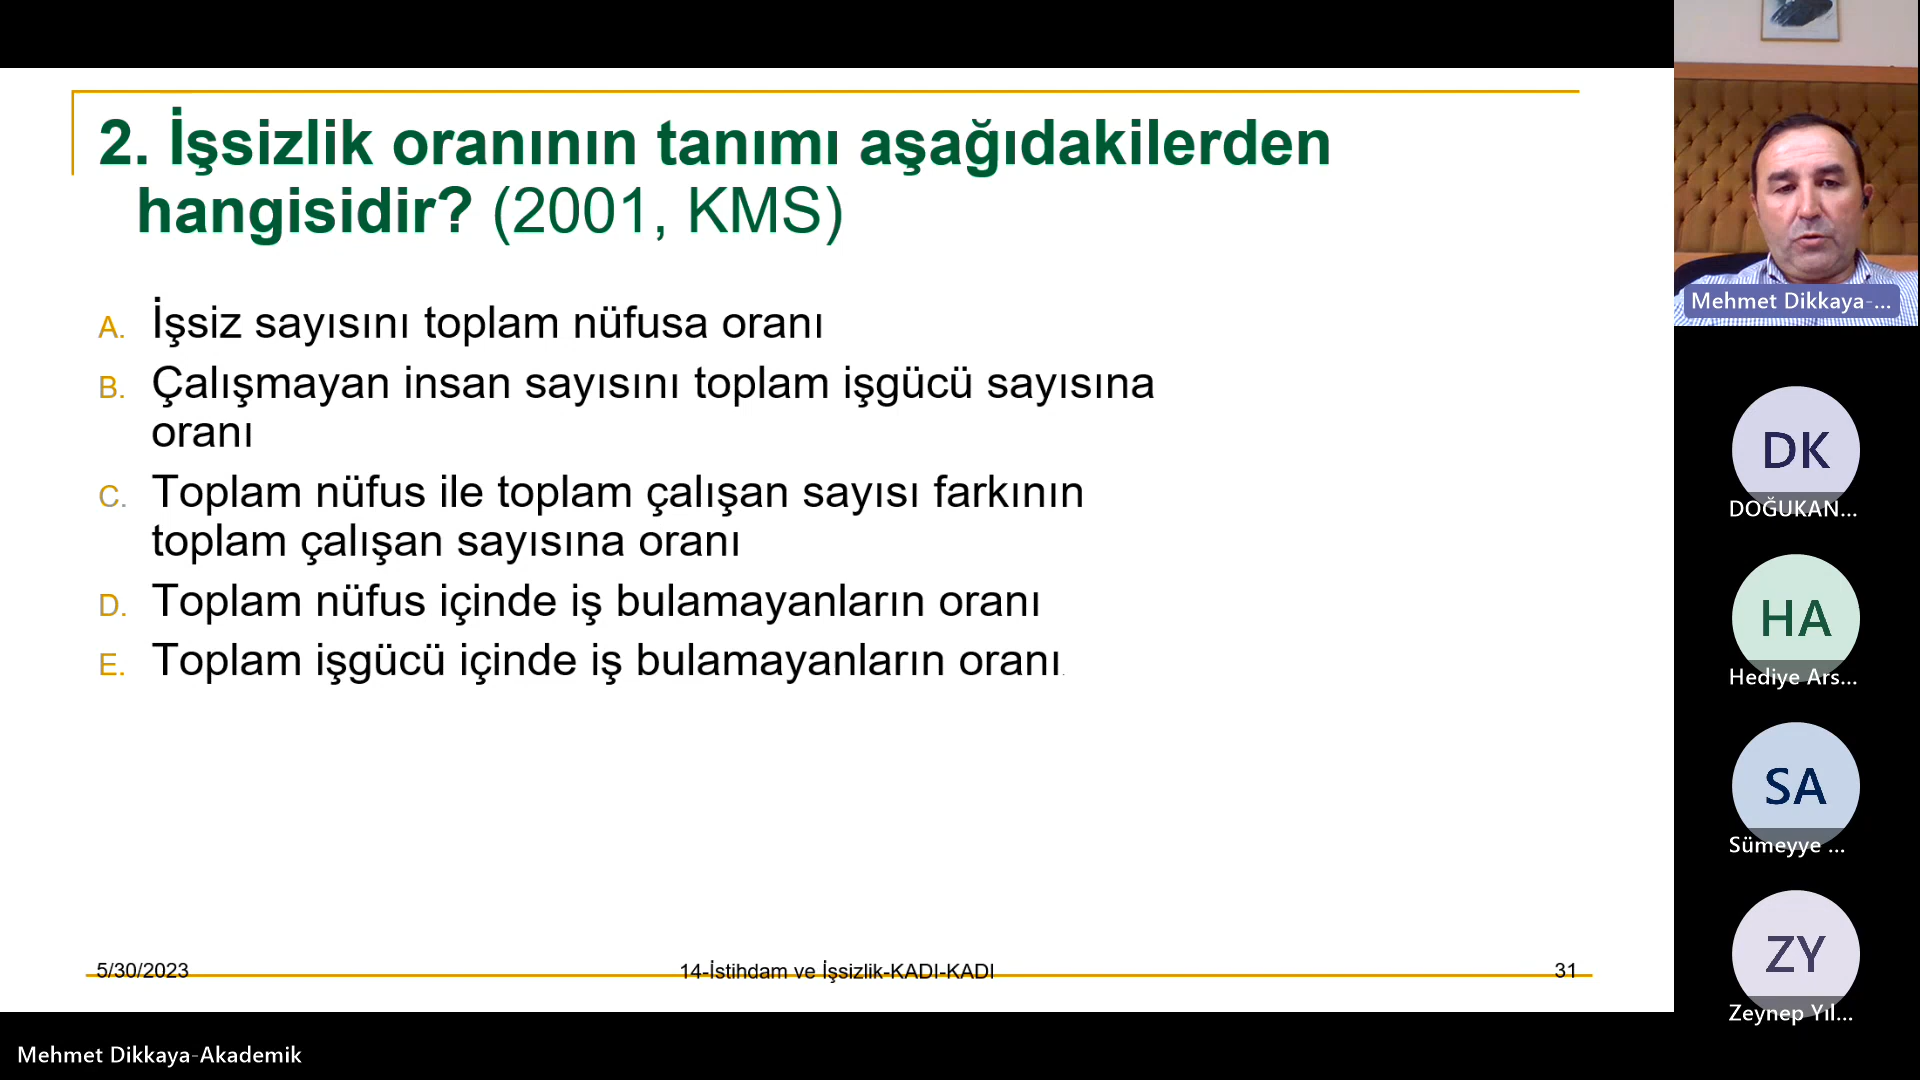 2. İşsizlik oranının tanımı aşağıdakilerden
hangisidir? (2001, KMS)
A. İşsiz sayısını toplam nüfusa oranı
B. Çalışmayan insan sayısını toplam işgücü sayısına
oranı
C. Toplam nüfus ile toplam çalışan sayısı farkının
toplam çalışan sayısına oranı
D. Toplam nüfus içinde iş bulamayanların oranı
E. Toplam işgücü içinde iş bulamayanların oranı.
5/30/2023
14-İstihdam ve İşsizlik-KADI-KADI
31
Mehmet Dikkaya-...
DK
DOĞUKAN...
HA
Hediye Ars...
SA
Sümeyye ...
ZY
Zeynep Yıl...
Mehmet Dikkaya-Akademik